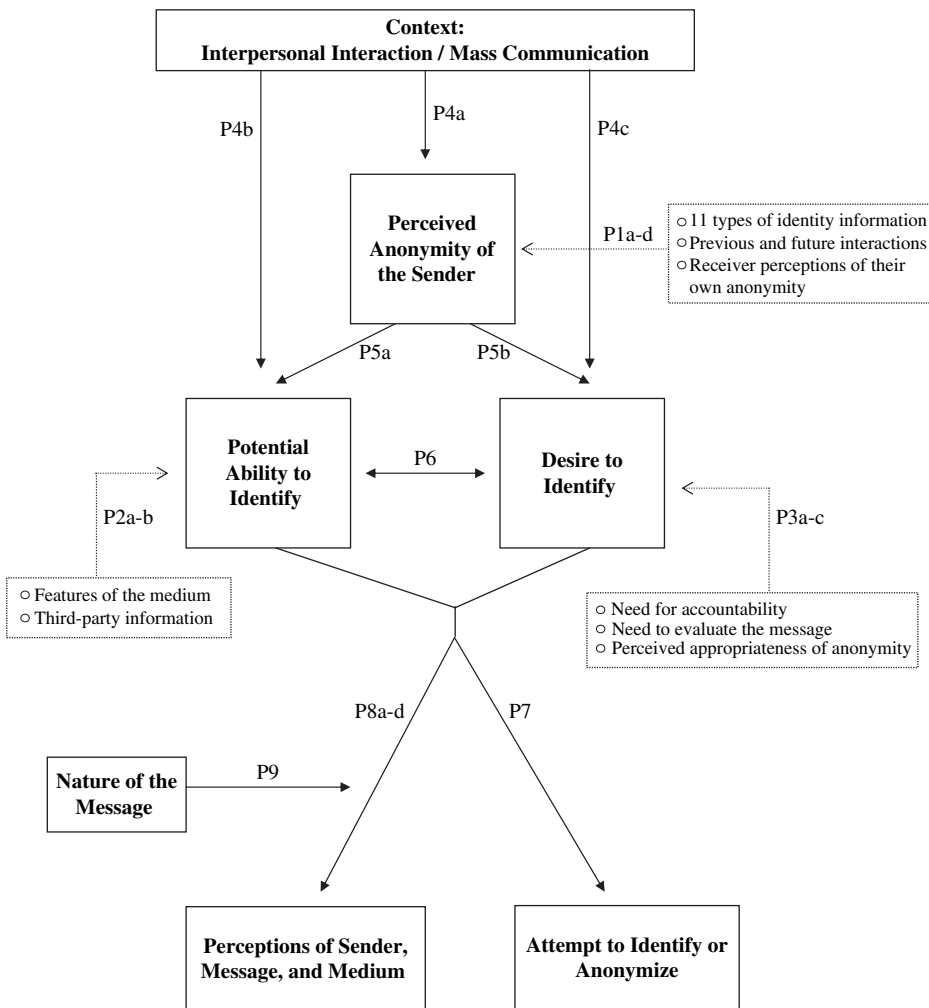 Context:
Interpersonal Interaction / Mass Communication
P4b
P4a
P4c
Perceived
Anonymity of
the Sender
P1a-d
11 types of identity information
Previous and future interactions
Receiver perceptions of their
own anonymity
P5a
P5b
Potential
Ability to
Identify
P6
Desire to
Identify
P2a-b
P3a-c
Features of the medium
Third-party information
Need for accountability
Need to evaluate the message
Perceived appropriateness of anonymity
P8a-d
P7
Nature of the
Message
P9
Perceptions of Sender,
Message, and Medium
Attempt to Identify or
Anonymize